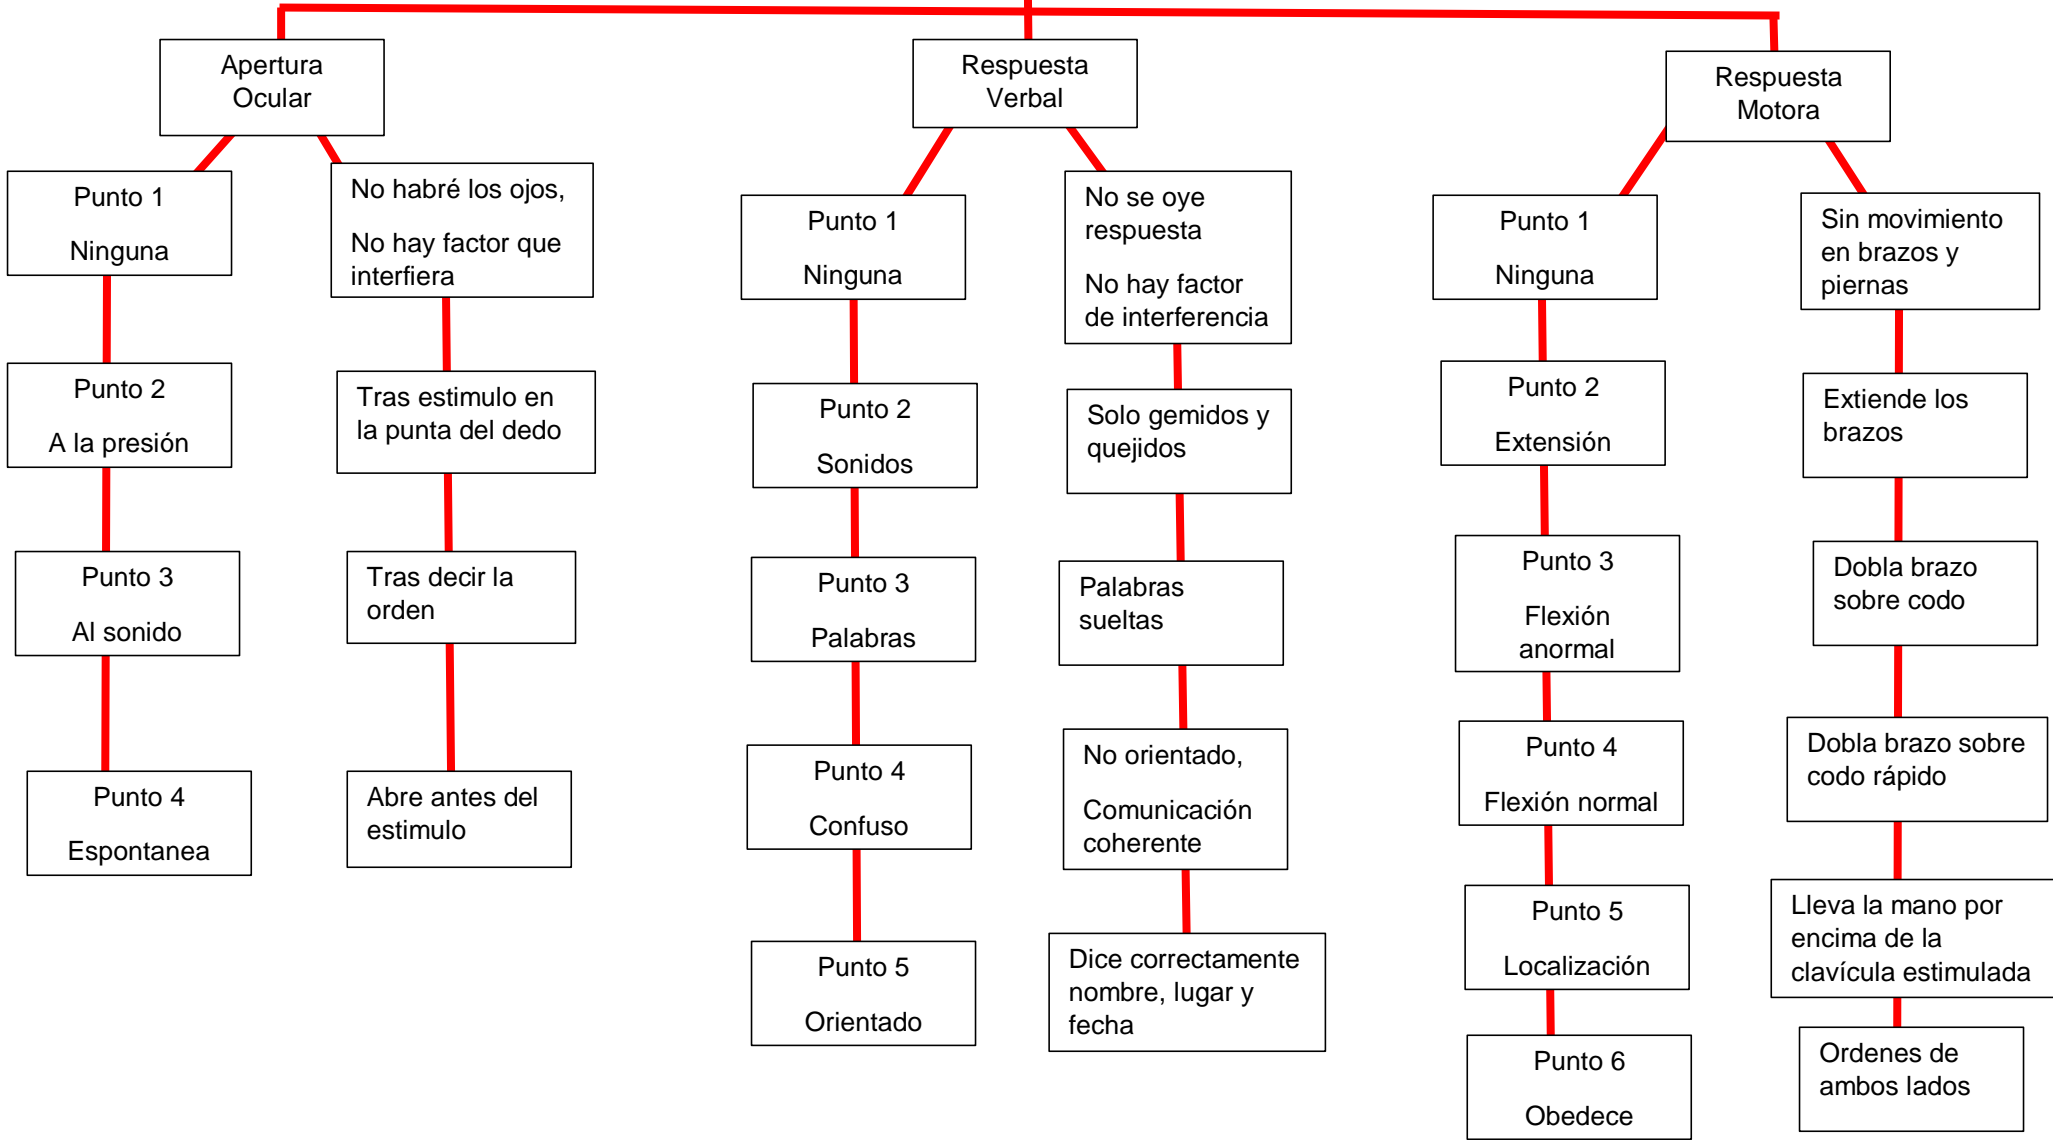 Apertura
Ocular
Punto 1
Ninguna
No habré los ojos,
No hay factor que
interfiera
Punto 2
A la presión
Tras estimulo en
la punta del dedo
Punto 3
Al sonido
Tras decir la
orden
Punto 4
Espontanea
Abre antes del
estimulo
Respuesta
Verbal
Punto 1
Ninguna
No se oye
respuesta
No hay factor
de interferencia
Punto 2
Sonidos
Solo gemidos y
quejidos
Punto 3
Palabras
Palabras
sueltas
Punto 4
Confuso
No orientado,
Comunicación
coherente
Punto 5
Orientado
Dice correctamente
nombre, lugar y
fecha
Respuesta
Motora
Punto 1
Ninguna
Sin movimiento
en brazos y
piernas
Punto 2
Extensión
Extiende los
brazos
Punto 3
Flexión
anormal
Dobla brazo
sobre codo
Punto 4
Flexión normal
Dobla brazo sobre
codo rápido
Punto 5
Localización
Lleva la mano por
encima de la
clavícula estimulada
Punto 6
Obedece
Ordenes de
ambos lados